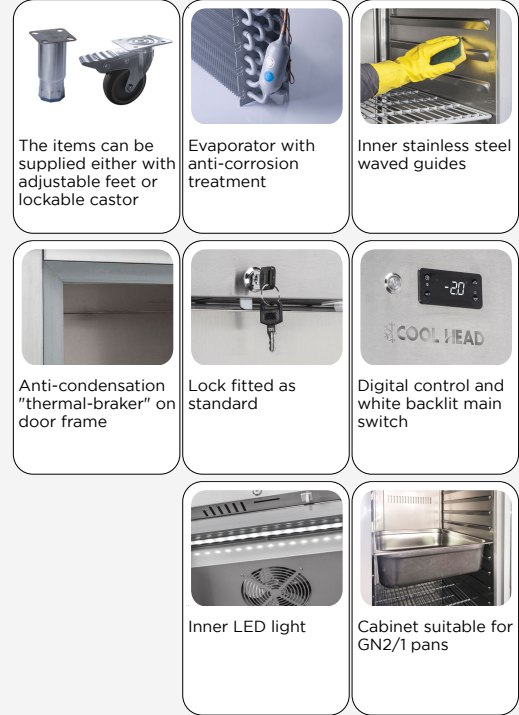 The items can be
supplied either with
adjustable feet or
lockable castor
Evaporator with
anti-corrosion
treatment
Inner stainless steel
waved guides
-20
COOL HEAD
Anti-condensation
"thermal-braker" on
door frame
Lock fitted as
standard
Digital control and
white backlit main
switch
Inner LED light
Cabinet suitable for
GN2/1 pans